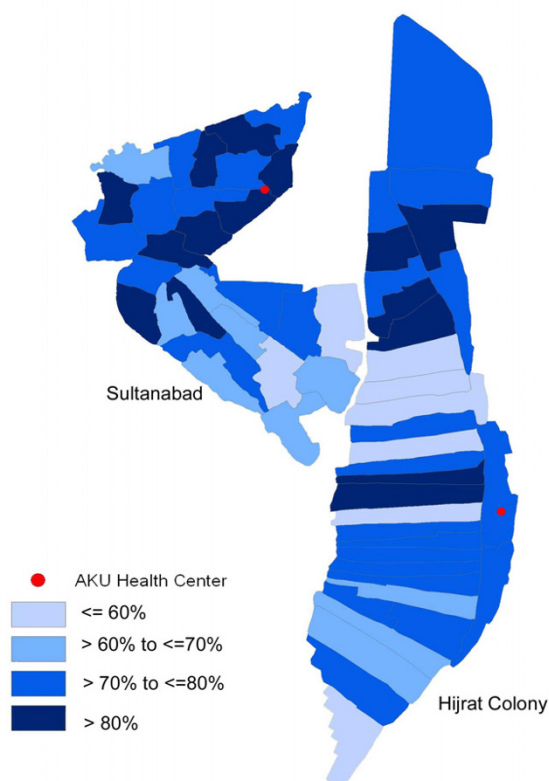 Sultanabad
AKU Health Center
<= 60%
> 60% to <=70%
> 70% to <=80%
> 80%
Hijrat Colony